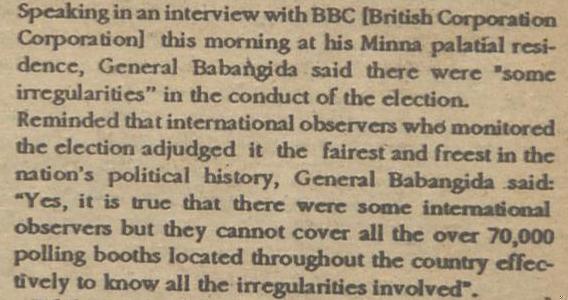 Speaking in an interview with BBC [British Corporation
Corporation] this morning at his Minna palatial resi-
dence, General Babangida said there were "some
irregularities" in the conduct of the election.
Reminded that international observers who monitored
the election adjudged it the fairest and freest in the
nation's political history, General Babangida said:
"Yes, it is true that there were some international
observers but they cannot cover all the over 70,000
polling booths located throughout the country effec-
tively to know all the irregularities involved".